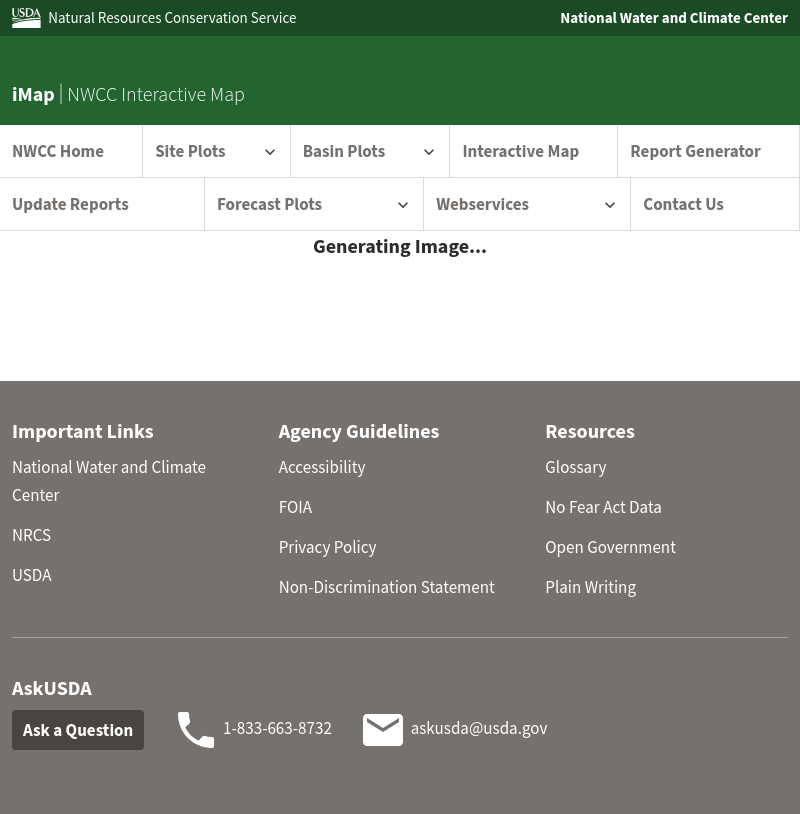 USDA Natural Resources Conservation Service National Water and Climate Center
iMap | NWCC Interactive Map
NWCC Home Site Plots Basin Plots Interactive Map Report Generator
Update Reports Forecast Plots Webservices Contact Us
Generating Image...
Important Links
National Water and Climate
Center
NRCS
USDA
Agency Guidelines
Accessibility
FOIA
Privacy Policy
Non-Discrimination Statement
Resources
Glossary
No Fear Act Data
Open Government
Plain Writing
AskUSDA
Ask a Question 1-833-663-8732 askusda@usda.gov